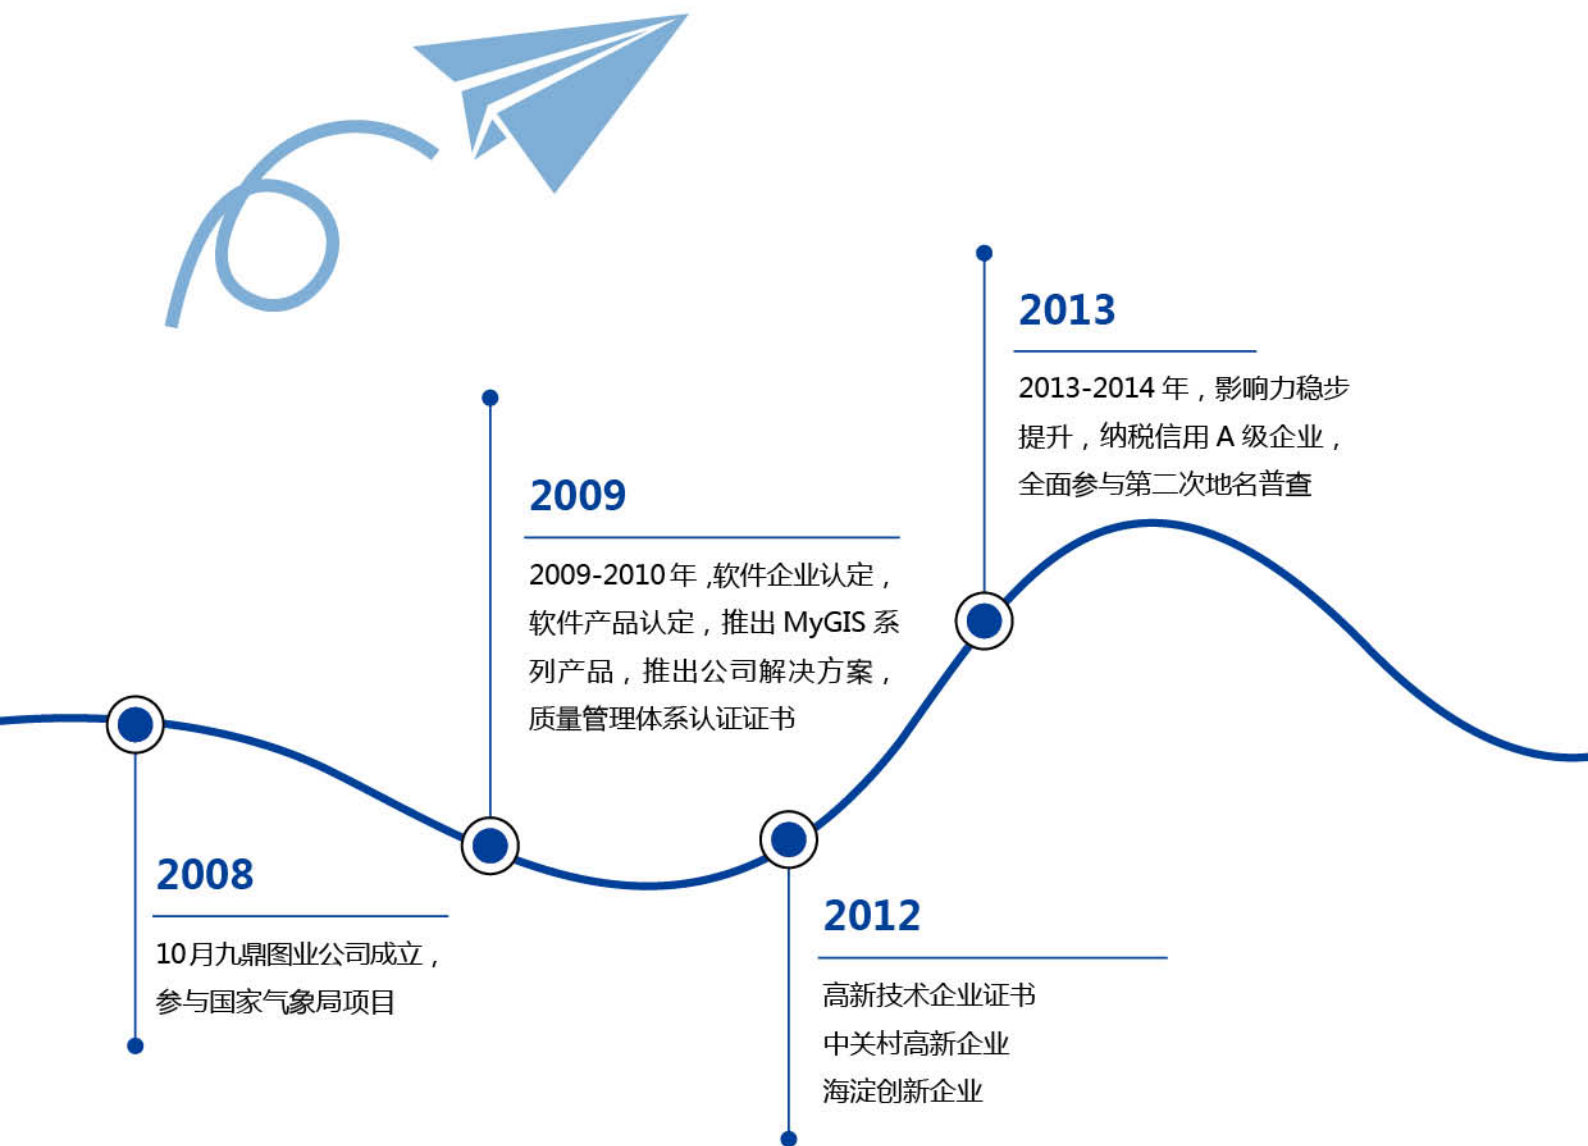 2008
10月九鼎图业公司成立，
参与国家气象局项目
2009
2009-2010年,软件企业认定，
软件产品认定，推出 MyGIS 系
列产品，推出公司解决方案，
质量管理体系认证证书
2012
高新技术企业证书
中关村高新企业
海淀创新企业
2013
2013-2014 年，影响力稳步
提升，纳税信用 A 级企业，
全面参与第二次地名普查